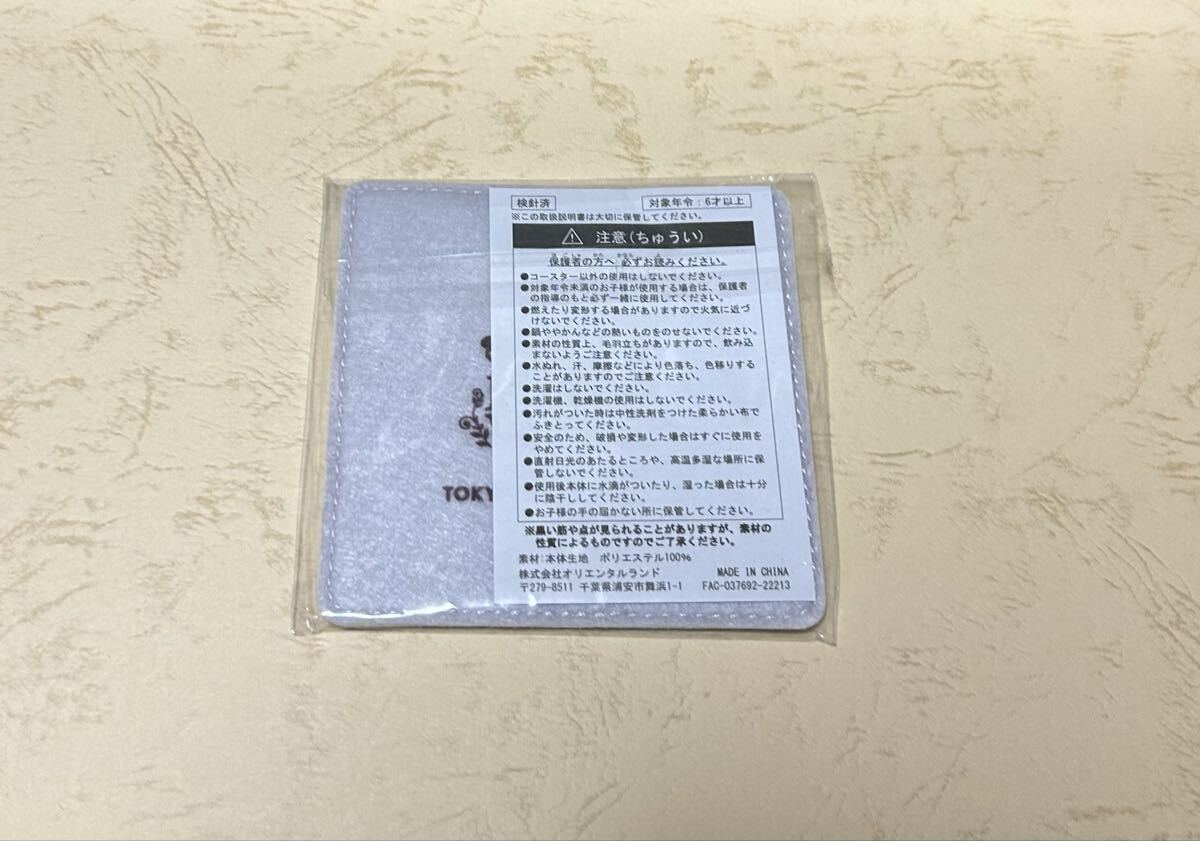 検針済 対象年令：6才以上
※この取扱説明書は大切に保管してください。
⚠ 注意(ちゅうい)
保護者の方へ 必ずお読みください。
●コースター以外の使用はしないでください。
●対象年令未満のお子様が使用する場合は、保護者
の指導のもと必ず一緒に使用してください。
●燃えたり変形する場合がありますので火気に近づ
けないでください。
●鍋ややかんなどの熱いものをのせないでください。
●素材の性質上、毛羽立ちがありますので、飲み込
まないようご注意ください。
●水ぬれ、汗、摩擦などにより色落ち、色移りする
ことがありますのでご注意ください。
●洗濯はしないでください。
●洗濯機、乾燥機の使用はしないでください。
●汚れがついた時は中性洗剤をつけた柔らかい布で
ふきとってください。
●安全のため、破損や変形した場合はすぐに使用を
やめてください。
●直射日光のあたるところや、高温多湿な場所に保
管しないでください。
●使用後本体に水滴がついたり、湿った場合は十分
に陰干ししてください。
●お子様の手の届かない所に保管してください。
※黒い筋や点が見られることがありますが、素材の
性質によるものですのでご了承ください。
素材：本体生地 ポリエステル100%
株式会社オリエンタルランド MADE IN CHINA
〒279-8511 千葉県浦安市舞浜1-1 FAC-037692-22213
TOKY